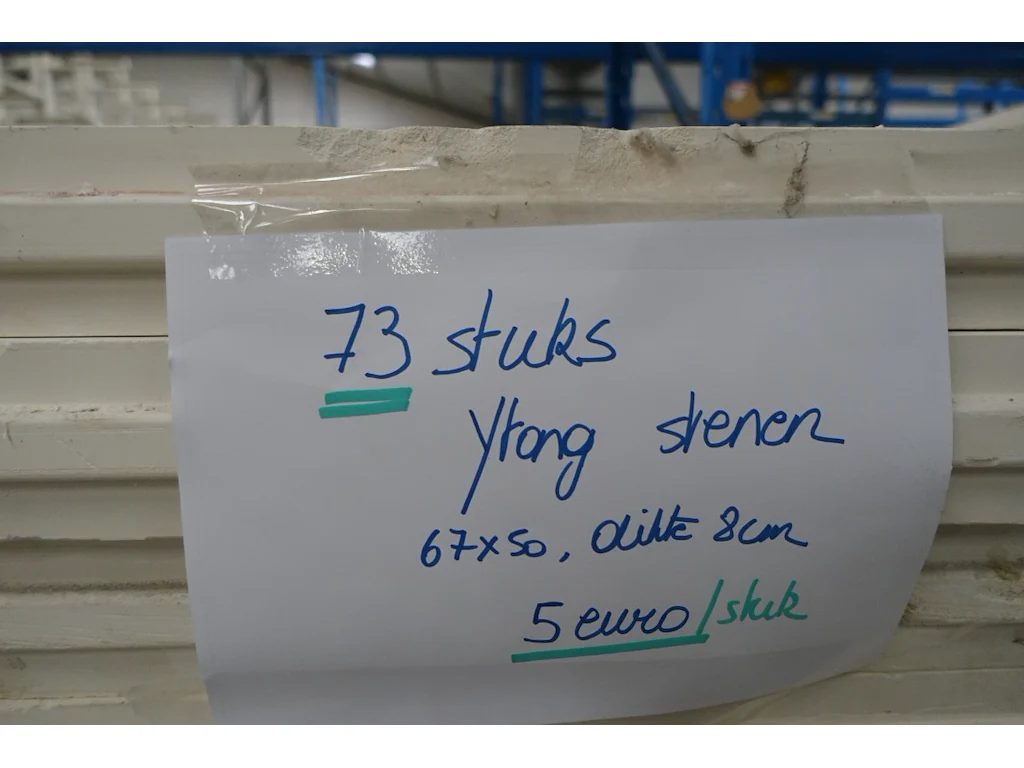 73 stuks
Ytong stenen
67x50, dikte 8cm
5 euro/stuk